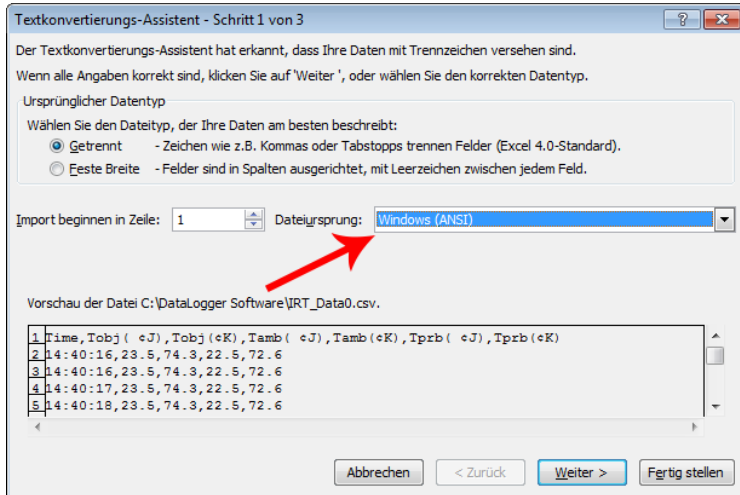 Textkonvertierungs-Assistent - Schritt 1 von 3
Der Textkonvertierungs-Assistent hat erkannt, dass Ihre Daten mit Trennzeichen versehen sind.
Wenn alle Angaben korrekt sind, klicken Sie auf 'Weiter ', oder wählen Sie den korrekten Datentyp.
Ursprünglicher Datentyp
Wählen Sie den Dateityp, der Ihre Daten am besten beschreibt:
Getrennt - Zeichen wie z.B. Kommas oder Tabstopps trennen Felder (Excel 4.0-Standard).
Feste Breite - Felder sind in Spalten ausgerichtet, mit Leerzeichen zwischen jedem Feld.
Import beginnen in Zeile: 1 Dateiursprung: Windows (ANSI)
Vorschau der Datei C:\DataLogger Software\IRT_Data0.csv.
1 Time,Tobj( ¢J),Tobj(¢K),Tamb( ¢J),Tamb(¢K),Tprb( ¢J),Tprb(¢K)
2 14:40:16,23.5,74.3,22.5,72.6
3 14:40:16,23.5,74.3,22.5,72.6
4 14:40:17,23.5,74.3,22.5,72.6
5 14:40:18,23.5,74.3,22.5,72.6
Abbrechen < Zurück Weiter > Fertig stellen